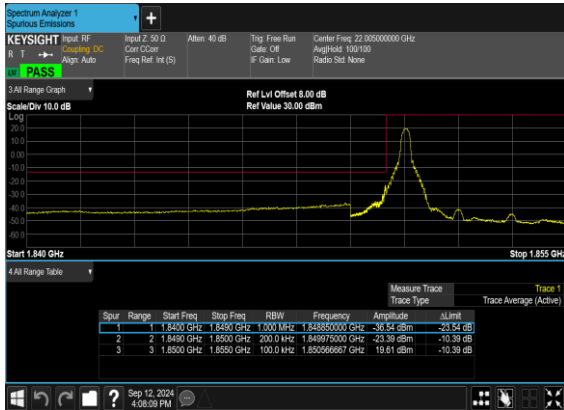 Spectrum Analyzer 1
Spurious Emissions
KEYSIGHT Input: RF Input Z: 50 Ω Atten: 40 dB Trig: Free Run Center Freq: 22.005000000 GHz
R T Coupling: DC Corr CCorr Gate: Off Avg|Hold: 100/100
Align: Auto Freq Ref: Int (S) IF Gain: Low Radio Std: None
LXI PASS
3 All Range Graph
Ref Lvl Offset 8.00 dB
Scale/Div 10.0 dB Ref Value 30.00 dBm
Log
20.0
10.0
0.00
-10.0
-20.0
-30.0
-40.0
-50.0
-60.0
Start 1.840 GHz Stop 1.855 GHz
4 All Range Table
Measure Trace Trace 1
Trace Type Trace Average (Active)
Spur Range Start Freq Stop Freq RBW Frequency Amplitude ΔLimit
1 1 1.8400 GHz 1.8490 GHz 1.000 MHz 1.848850000 GHz -36.54 dBm -23.54 dB
2 2 1.8490 GHz 1.8500 GHz 200.0 kHz 1.849975000 GHz -23.39 dBm -10.39 dB
3 3 1.8500 GHz 1.8550 GHz 100.0 kHz 1.850566667 GHz 19.61 dBm -10.39 dB
? Sep 12, 2024
4:08:09 PM